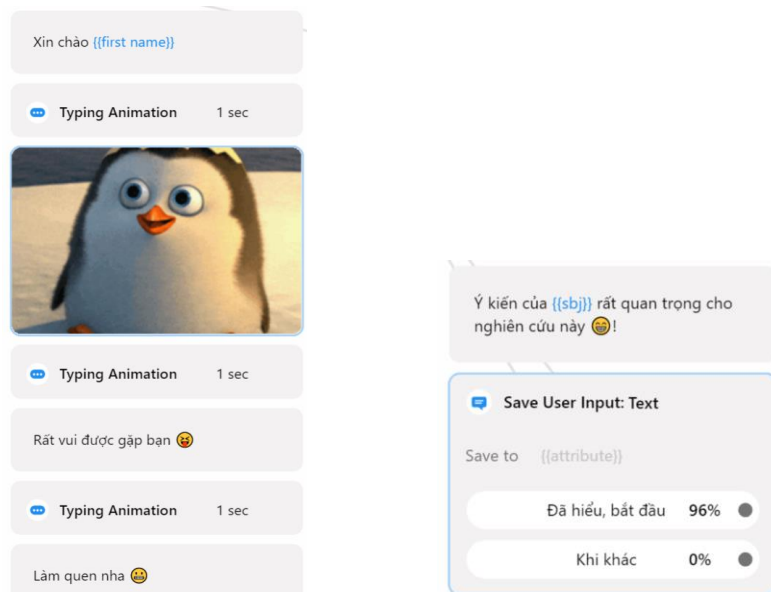 Xin chào {{first name}}
Typing Animation 1 sec
Typing Animation 1 sec
Rất vui được gặp bạn 😝
Typing Animation 1 sec
Làm quen nha 😬
Ý kiến của {{sbj}} rất quan trọng cho
nghiên cứu này 😁!
Save User Input: Text
Save to {{attribute}}
Đã hiểu, bắt đầu 96%
Khi khác 0%